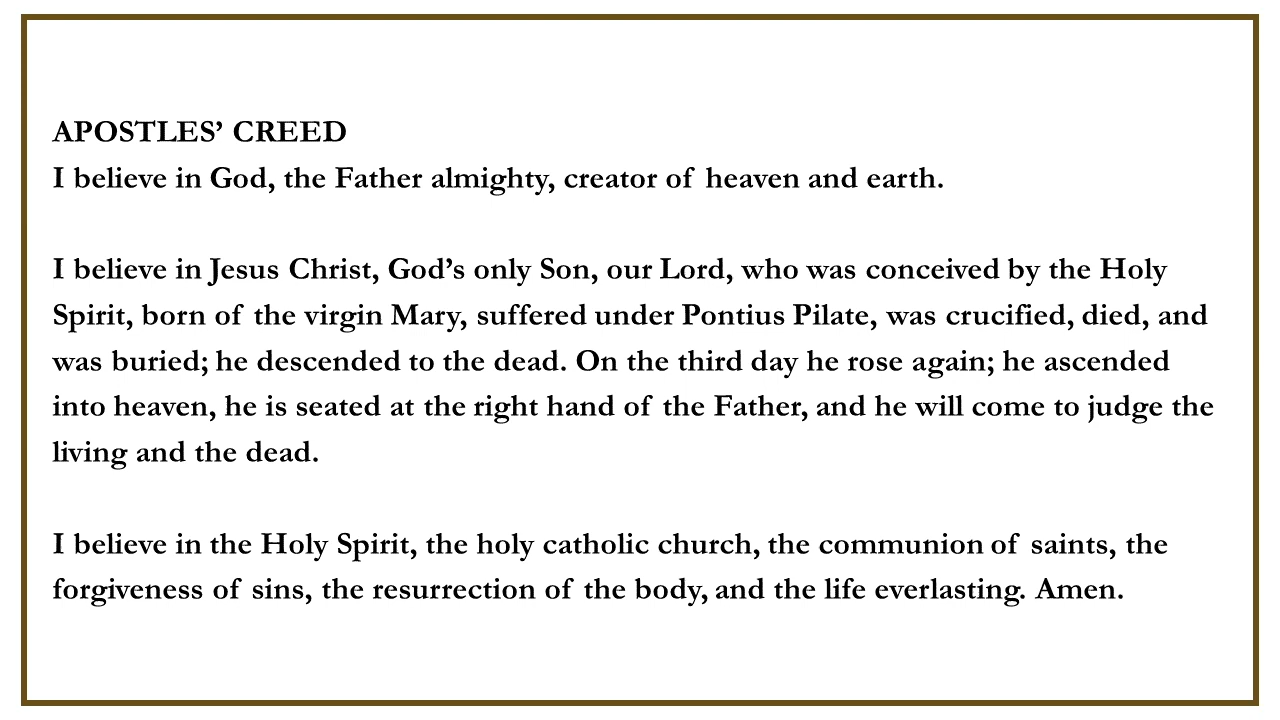 APOSTLES’ CREED
I believe in God, the Father almighty, creator of heaven and earth.
I believe in Jesus Christ, God’s only Son, our Lord, who was conceived by the Holy
Spirit, born of the virgin Mary, suffered under Pontius Pilate, was crucified, died, and
was buried; he descended to the dead. On the third day he rose again; he ascended
into heaven, he is seated at the right hand of the Father, and he will come to judge the
living and the dead.
I believe in the Holy Spirit, the holy catholic church, the communion of saints, the
forgiveness of sins, the resurrection of the body, and the life everlasting. Amen.